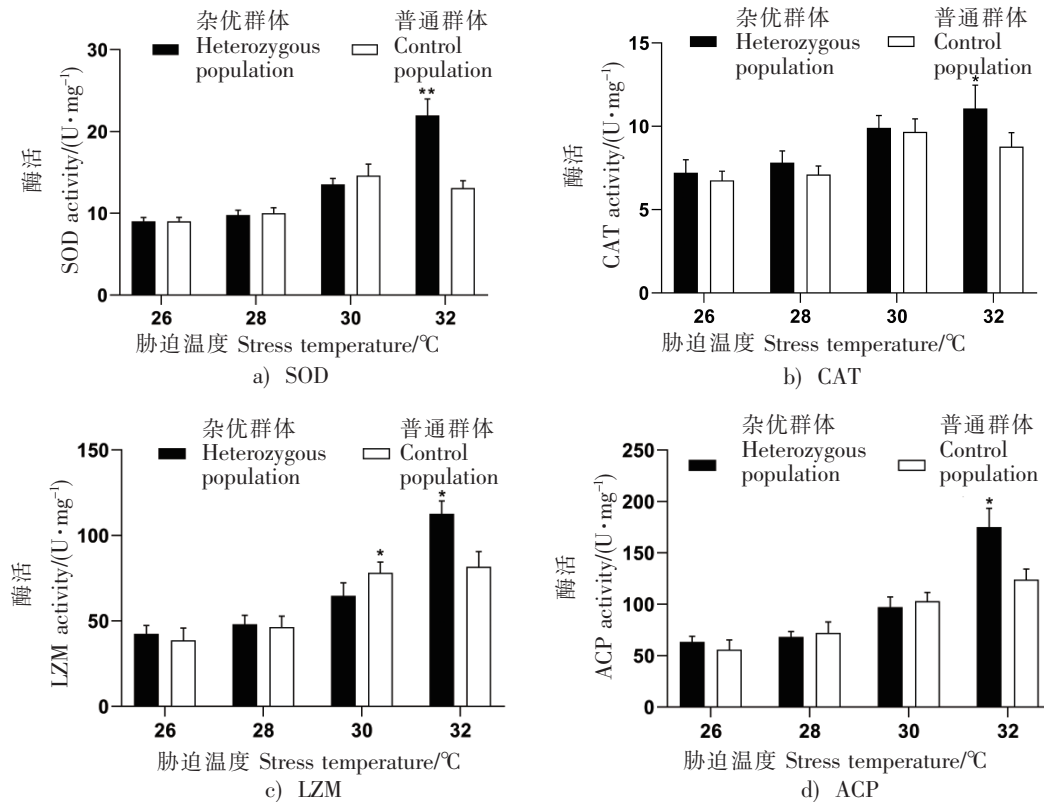 杂优群体
Heterozygous
population
普通群体
Control
population
酶活
SOD activity/(U·mg⁻¹)
30
20
10
0
**
26 28 30 32
胁迫温度 Stress temperature/℃
a) SOD
杂优群体
Heterozygous
population
普通群体
Control
population
酶活
CAT activity/(U·mg⁻¹)
15
10
5
0
*
26 28 30 32
胁迫温度 Stress temperature/℃
b) CAT
杂优群体
Heterozygous
population
普通群体
Control
population
酶活
LZM activity/(U·mg⁻¹)
150
100
50
0
*
*
26 28 30 32
胁迫温度 Stress temperature/℃
c) LZM
杂优群体
Heterozygous
population
普通群体
Control
population
酶活
ACP activity/(U·mg⁻¹)
250
200
150
100
50
0
*
26 28 30 32
胁迫温度 Stress temperature/℃
d) ACP